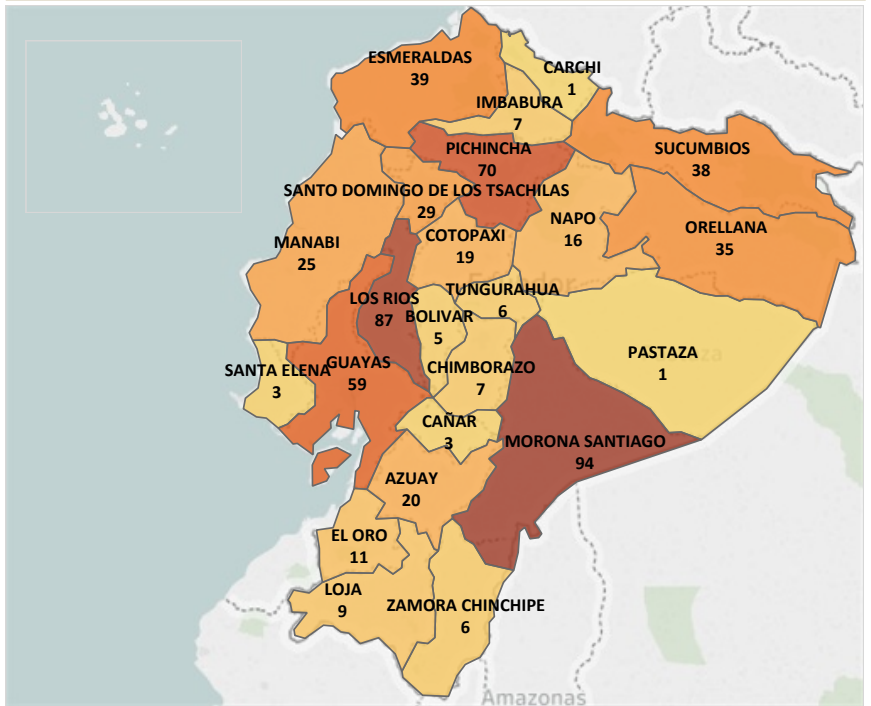 ESMERALDAS
39
CARCHI
1
IMBABURA
7
PICHINCHA
70
SUCUMBIOS
38
SANTO DOMINGO DE LOS TSACHILAS
29
NAPO
16
ORELLANA
35
COTOPAXI
19
MANABI
25
TUNGURAHUA
6
LOS RIOS
87
BOLIVAR
5
PASTAZA
1
SANTA ELENA
3
GUAYAS
59
CHIMBORAZO
7
CAÑAR
3
MORONA SANTIAGO
94
AZUAY
20
EL ORO
11
LOJA
9
ZAMORA CHINCHIPE
6
Amazonas